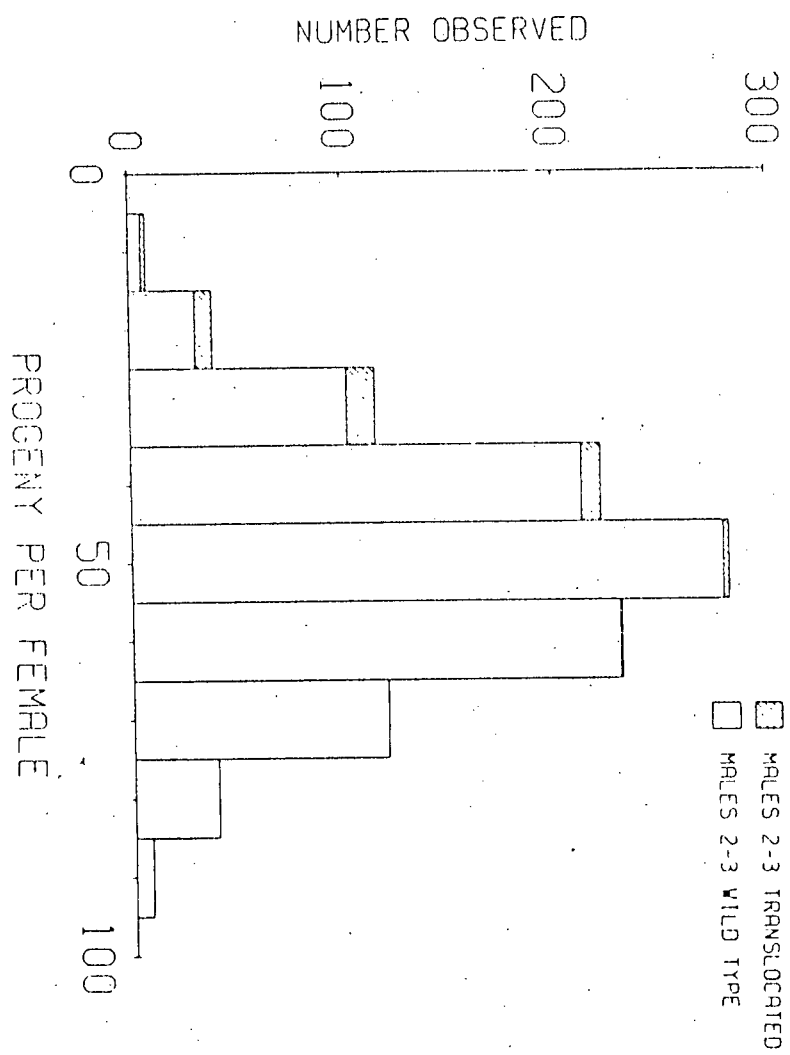 NUMBER OBSERVED
300
200
100
0
0
50
100
PROGENY PER FEMALE
MALES 2-3 TRANSLOCATED
MALES 2-3 WILD TYPE